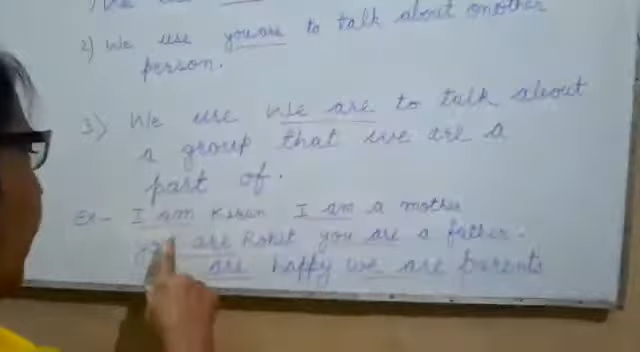 2) We use you are to talk about onother
person.
3) We use We are to talk about
a group that we are a
part of.
Ex- I am Kiran I am a mother
you are Rohit you are a father.
are happy we are parents